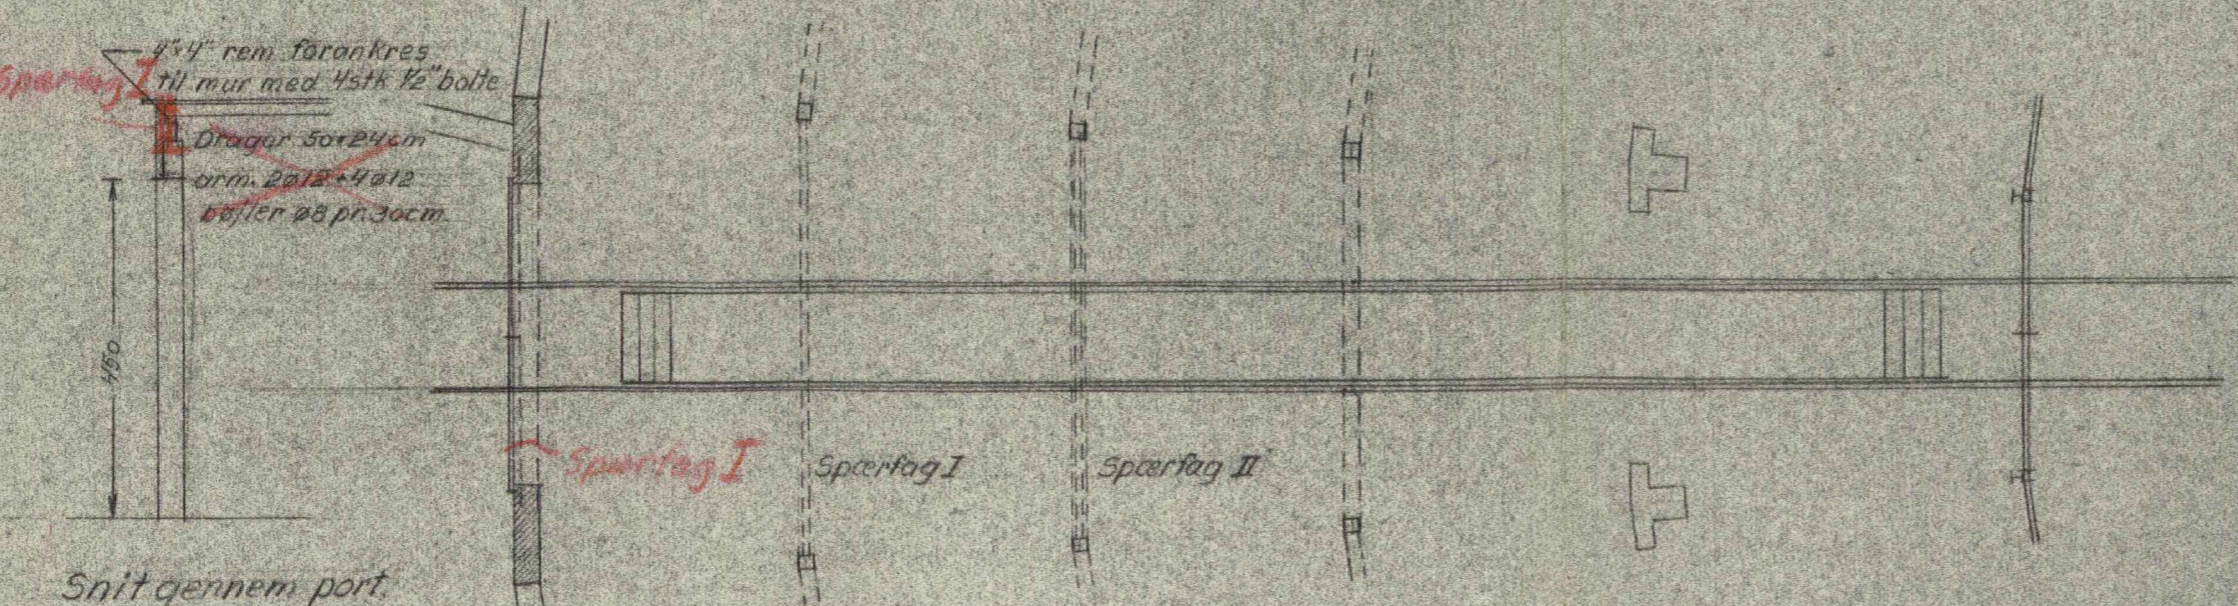 4"x4" rem forankres
til mur med 4stk ½" bolte
Spærfag I
Drager 50x24cm
arm. 2ø12+4ø12
bøjler ø8 pr. 30cm.
450
Spærfag I
Spærfag I
Spærfag II
Snit gennem port.